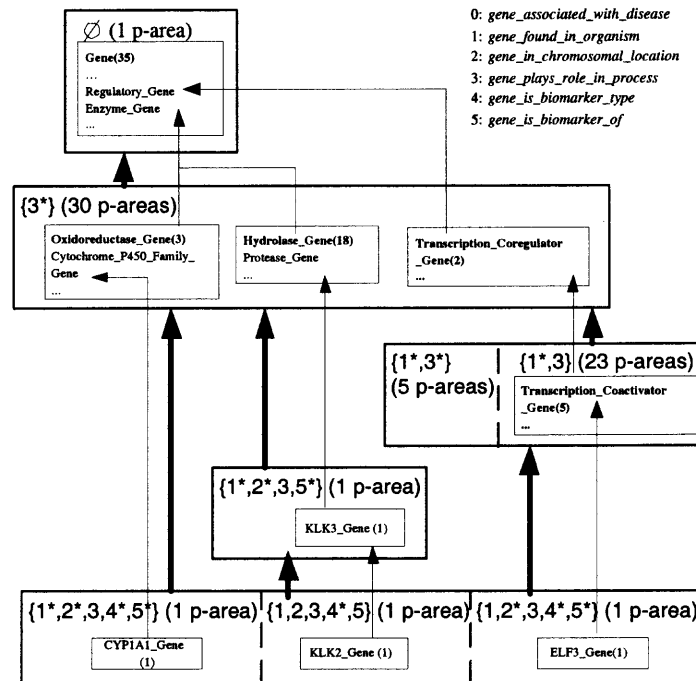 ∅ (1 p-area)
Gene(35)
...
Regulatory_Gene
Enzyme_Gene
...
0: gene_associated_with_disease
1: gene_found_in_organism
2: gene_in_chromosomal_location
3: gene_plays_role_in_process
4: gene_is_biomarker_type
5: gene_is_biomarker_of
{3*} (30 p-areas)
Oxidoreductase_Gene(3)
Cytochrome_P450_Family_
Gene
...
Hydrolase_Gene(18)
Protease_Gene
...
Transcription_Coregulator
_Gene(2)
...
{1*,3*}
(5 p-areas)
{1*,3} (23 p-areas)
Transcription_Coactivator
_Gene(5)
...
{1*,2*,3,5*} (1 p-area)
KLK3_Gene (1)
{1*,2*,3,4*,5*} (1 p-area)
CYP1A1_Gene
(1)
{1,2,3,4*,5} (1 p-area)
KLK2_Gene (1)
{1,2*,3,4*,5*} (1 p-area)
ELF3_Gene(1)